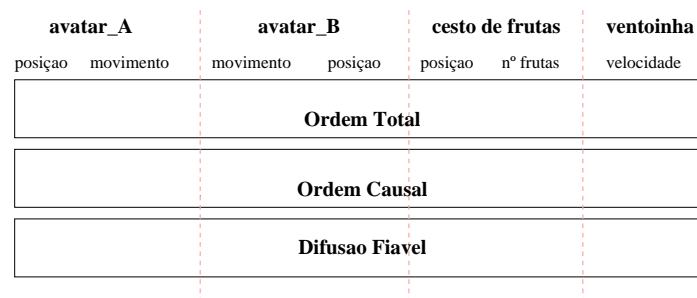 avatar_A avatar_B cesto de frutas ventoinha
posiçao movimento movimento posiçao posiçao nº frutas velocidade
Ordem Total
Ordem Causal
Difusao Fiavel